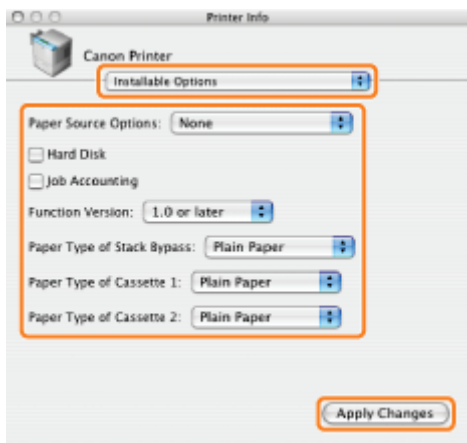 Printer Info
Canon Printer
Installable Options
Paper Source Options: None
Hard Disk
Job Accounting
Function Version: 1.0 or later
Paper Type of Stack Bypass: Plain Paper
Paper Type of Cassette 1: Plain Paper
Paper Type of Cassette 2: Plain Paper
Apply Changes